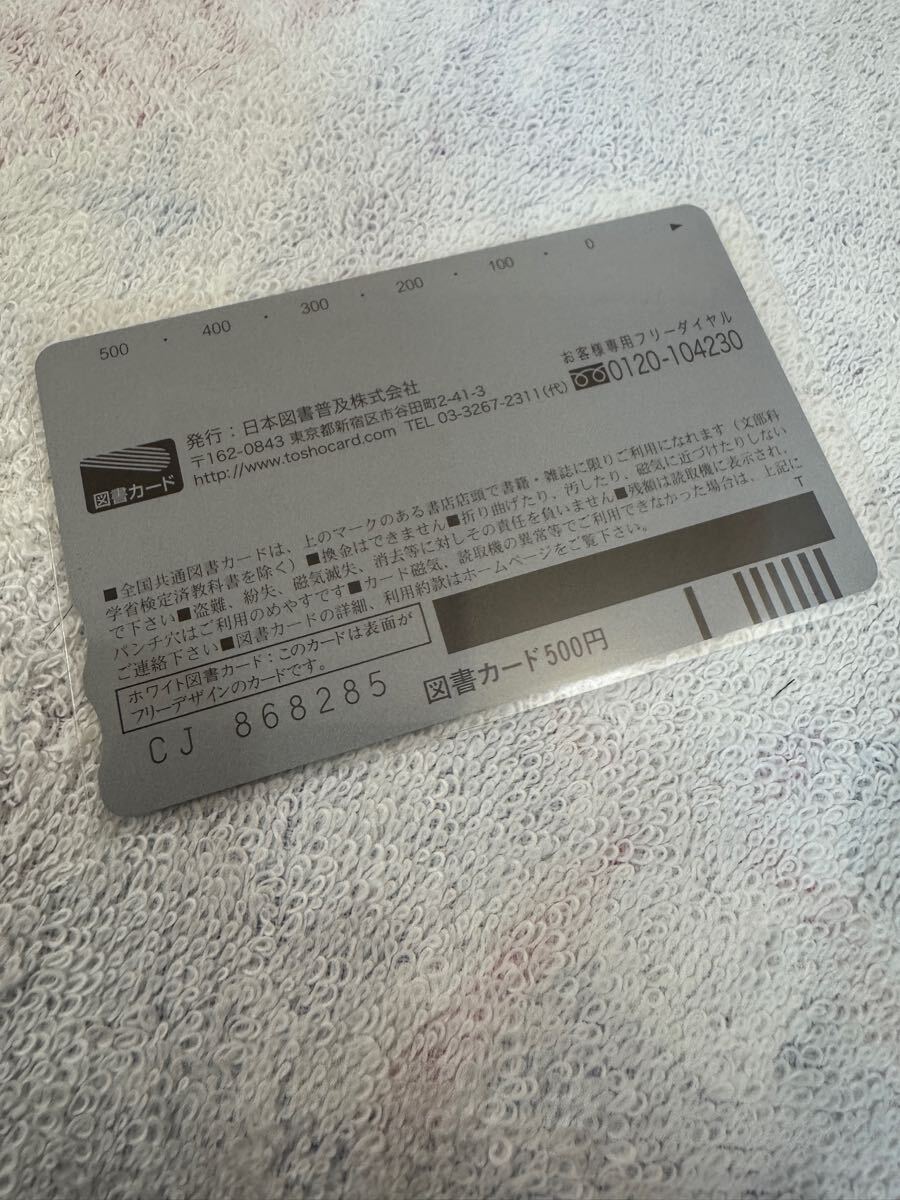 500 · 400 · 300 · 200 · 100 · 0 ▶
図書カード
発行：日本図書普及株式会社
〒162-0843 東京都新宿区市谷田町2-41-3
http://www.toshocard.com TEL 03-3267-2311(代)
お客様専用フリーダイヤル
0120-104230
■全国共通図書カードは、上のマークのある書店店頭で書籍・雑誌に限りご利用になれます（文部科
学省検定済教科書を除く）■換金はできません■折り曲げたり、汚したり、磁気に近づけたりしない
で下さい■盗難、紛失、磁気滅失、消去等に対しその責任を負いません■残額は読取機に表示され、
パンチ穴はご利用のめやすです■カード磁気、読取機の異常等でご利用できなかった場合は、上記に
ご連絡下さい■図書カードの詳細、利用約款はホームページをご覧下さい。
T
ホワイト図書カード：このカードは表面が
フリーデザインのカードです。
CJ 868285
図書カード500円